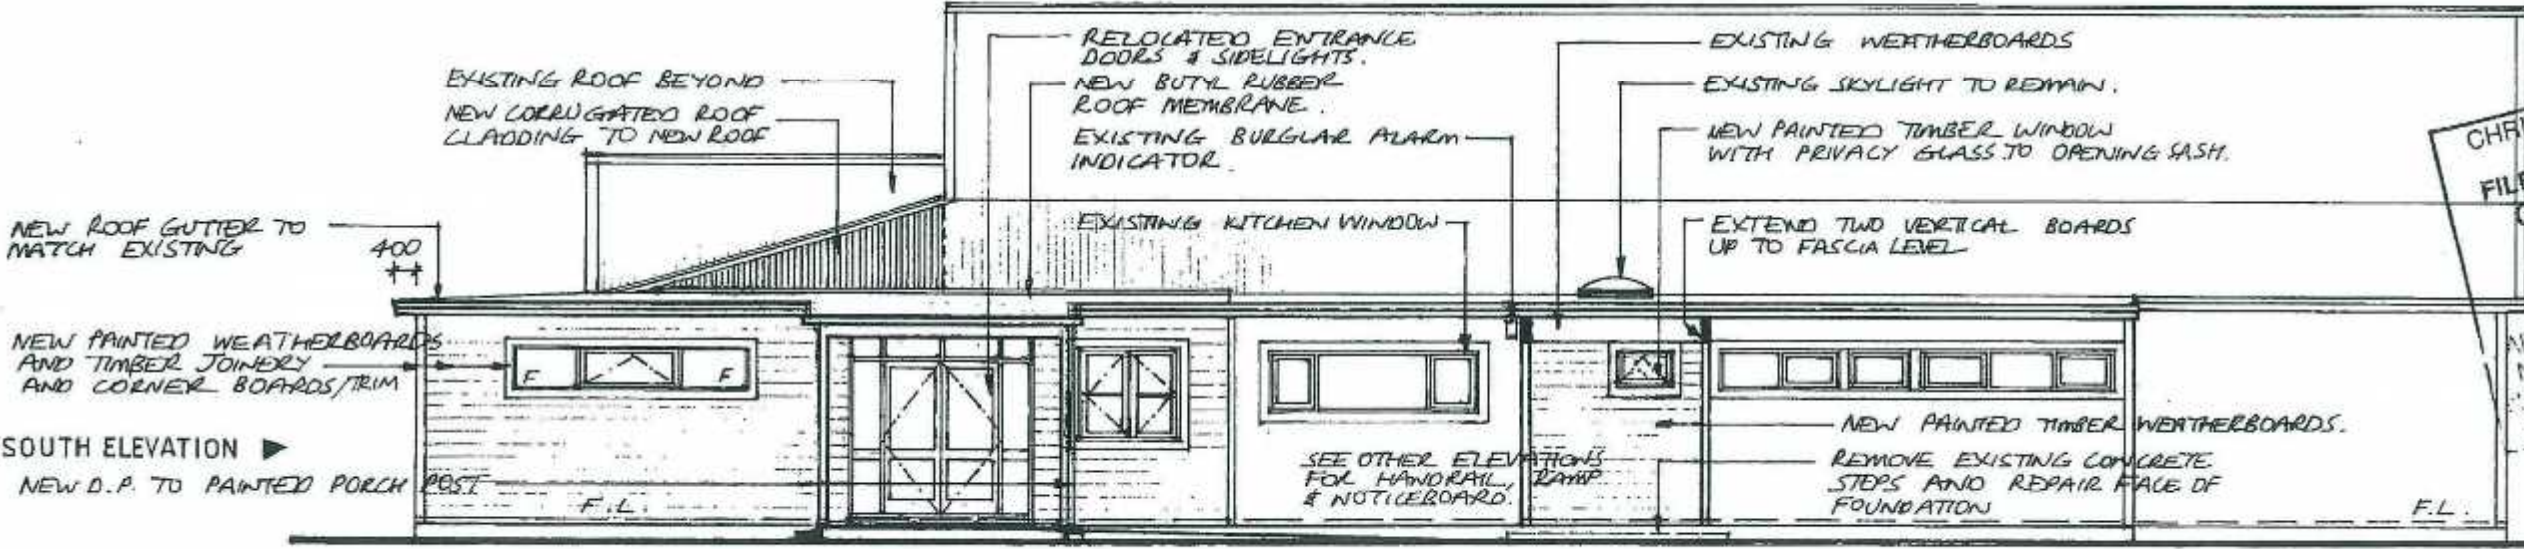 RELOCATED ENTRANCE
DOORS & SIDELIGHTS.
EXISTING WEATHERBOARDS
EXISTING ROOF BEYOND
NEW BUTYL RUBBER
ROOF MEMBRANE.
EXISTING SKYLIGHT TO REMAIN.
NEW CORRUGATED ROOF
CLADDING TO NEW ROOF
EXISTING BURGLAR ALARM
INDICATOR.
NEW PAINTED TIMBER WINDOW
WITH PRIVACY GLASS TO OPENING SASH.
FILE
NEW ROOF GUTTER TO
MATCH EXISTING
400
EXISTING KITCHEN WINDOW
EXTEND TWO VERTICAL BOARDS
UP TO FASCIA LEVEL
NEW PAINTED WEATHERBOARDS
AND TIMBER JOINERY
AND CORNER BOARDS/TRIM
F
F
NEW PAINTED TIMBER WEATHERBOARDS.
SOUTH ELEVATION ▶
NEW D.P. TO PAINTED PORCH POST
F.L.
SEE OTHER ELEVATIONS
FOR HANDRAIL, RAMP
& NOTICEBOARD.
REMOVE EXISTING CONCRETE
STEPS AND REPAIR FACE OF
FOUNDATION
F.L.